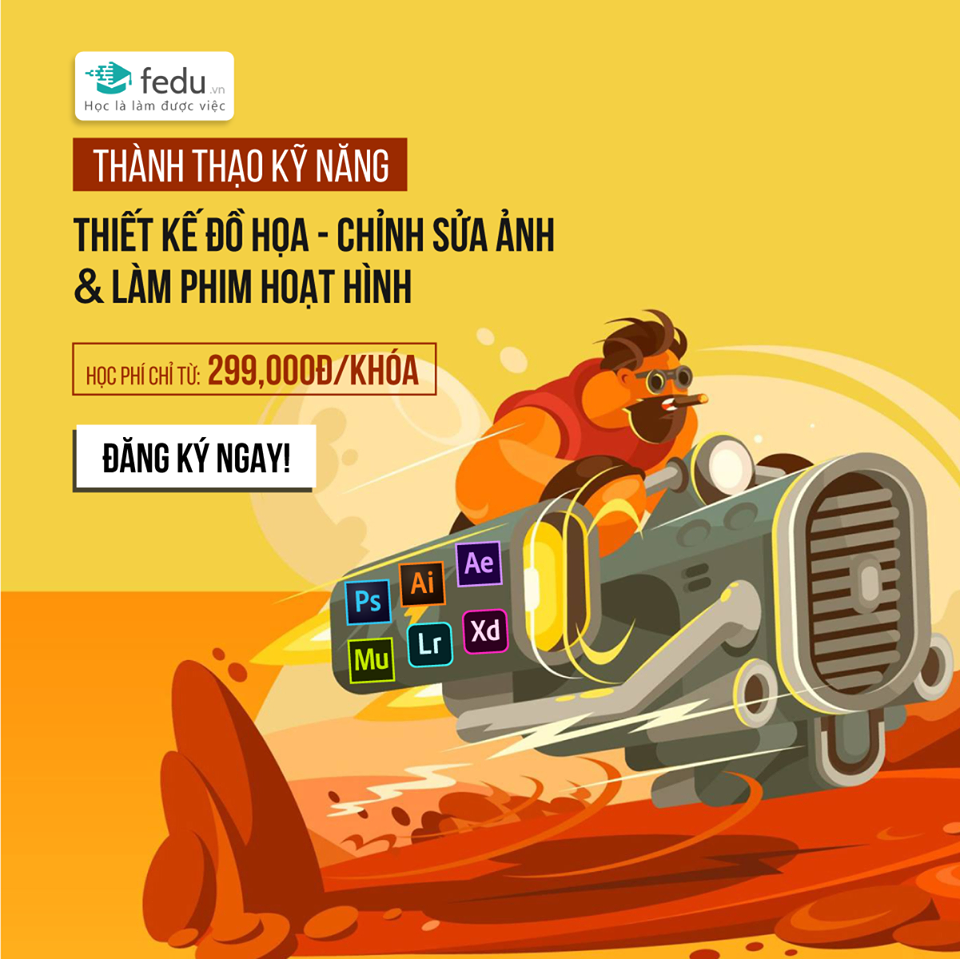 fedu.vn
Học là làm được việc
THÀNH THẠO KỸ NĂNG
THIẾT KẾ ĐỒ HỌA - CHỈNH SỬA ẢNH
& LÀM PHIM HOẠT HÌNH
HỌC PHÍ CHỈ TỪ: 299,000Đ/KHÓA
ĐĂNG KÝ NGAY!
Ps Ai Ae
Mu Lr Xd